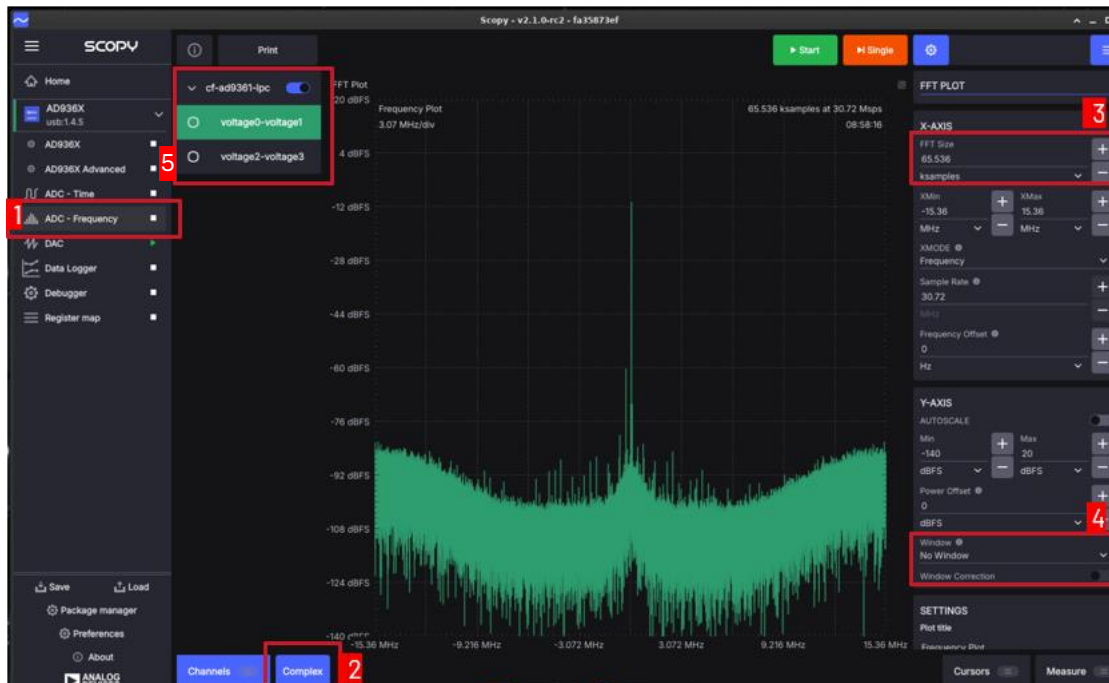 Scopy - v2.1.0-rc2 - fa35873ef
SCOPY
Print
Start
Single
Home
AD936X
usb:1.4.5
AD936X
AD936X Advanced
ADC - Time
1
ADC - Frequency
DAC
Data Logger
Debugger
Register map
Save
Load
Package manager
Preferences
About
ANALOG
cf-ad9361-lpc
voltage0-voltage1
voltage2-voltage3
5
FFT Plot
20 dBFS
Frequency Plot
3.07 MHz/div
65.536 ksamples at 30.72 Msps
08:58:16
4 dBFS
-12 dBFS
-28 dBFS
-44 dBFS
-60 dBFS
-76 dBFS
-92 dBFS
-108 dBFS
-124 dBFS
-140 dBFS
-15.36 MHz
-9.216 MHz
-3.072 MHz
3.072 MHz
9.216 MHz
15.36 MHz
Channels
Complex
2
Cursors
Measure
FFT PLOT
3
X-AXIS
FFT Size
65.536
ksamples
XMin
-15.36
MHz
XMax
15.36
MHz
XMODE
Frequency
Sample Rate
30.72
MHz
Frequency Offset
0
Hz
Y-AXIS
AUTOSCALE
Min
-140
dBFS
Max
20
dBFS
Power Offset
0
dBFS
4
Window
No Window
Window Correction
SETTINGS
Plot title
Frequency Plot